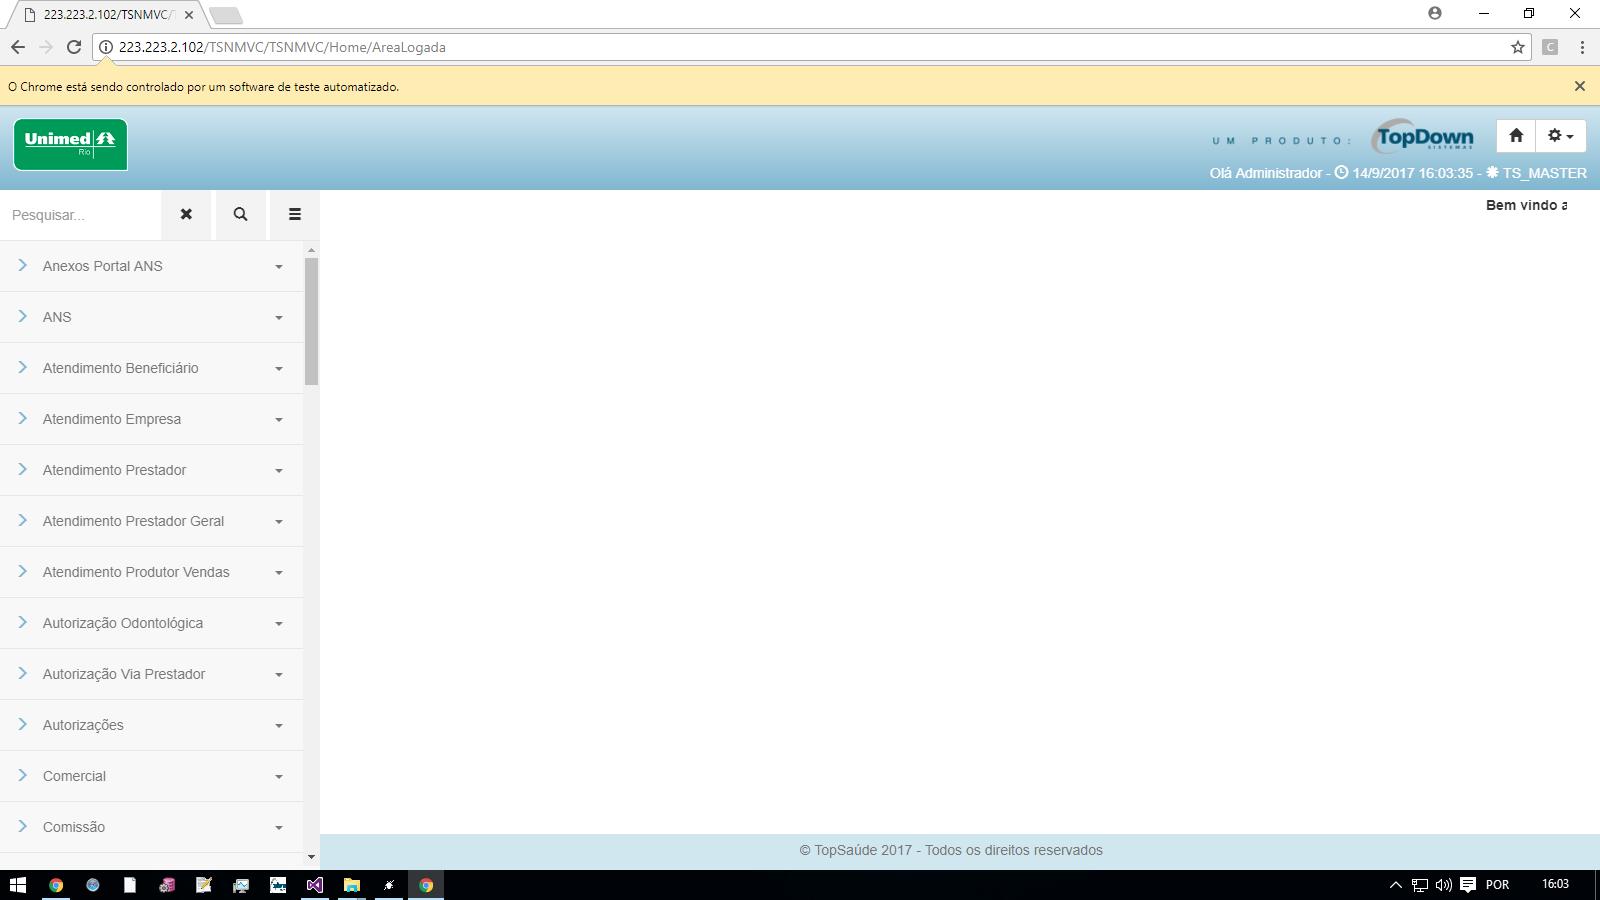 223.223.2.102/TSNMVC/
223.223.2.102/TSNMVC/TSNMVC/Home/AreaLogada
O Chrome está sendo controlado por um software de teste automatizado.
Unimed
Rio
UM PRODUTO:
TopDown
SISTEMAS
Olá Administrador - 14/9/2017 16:03:35 - TS_MASTER
Pesquisar...
Bem vindo a
Anexos Portal ANS
ANS
Atendimento Beneficiário
Atendimento Empresa
Atendimento Prestador
Atendimento Prestador Geral
Atendimento Produtor Vendas
Autorização Odontológica
Autorização Via Prestador
Autorizações
Comercial
Comissão
© TopSaúde 2017 - Todos os direitos reservados
POR
16:03